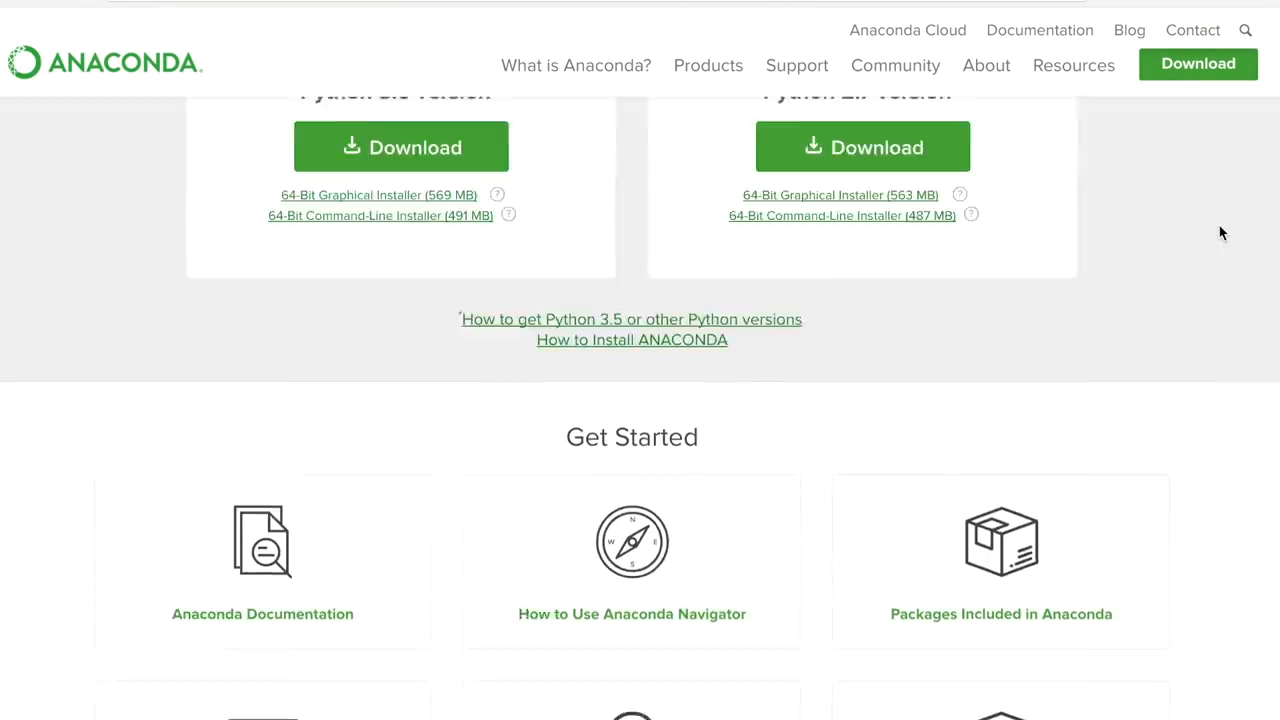 Anaconda Cloud Documentation Blog Contact
ANACONDA.
What is Anaconda? Products Support Community About Resources Download
Download Download
64-Bit Graphical Installer (569 MB) ? 64-Bit Graphical Installer (563 MB) ?
64-Bit Command-Line Installer (491 MB) ? 64-Bit Command-Line Installer (487 MB) ?
*How to get Python 3.5 or other Python versions
How to Install ANACONDA
Get Started
N
W E
S
Anaconda Documentation How to Use Anaconda Navigator Packages Included in Anaconda